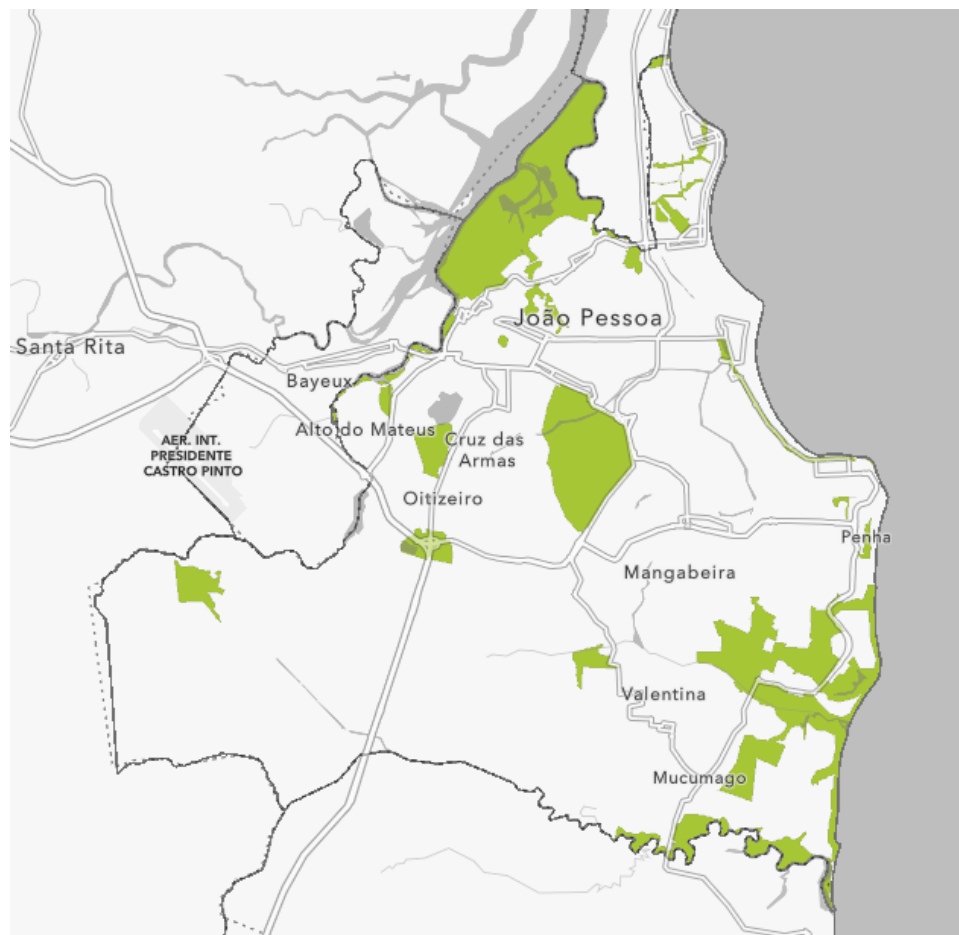 João Pessoa
Santa Rita
Bayeux
Alto do Mateus
AER. INT.
PRESIDENTE
CASTRO PINTO
Cruz das
Armas
Oitizeiro
Penha
Mangabeira
Valentina
Mucumago